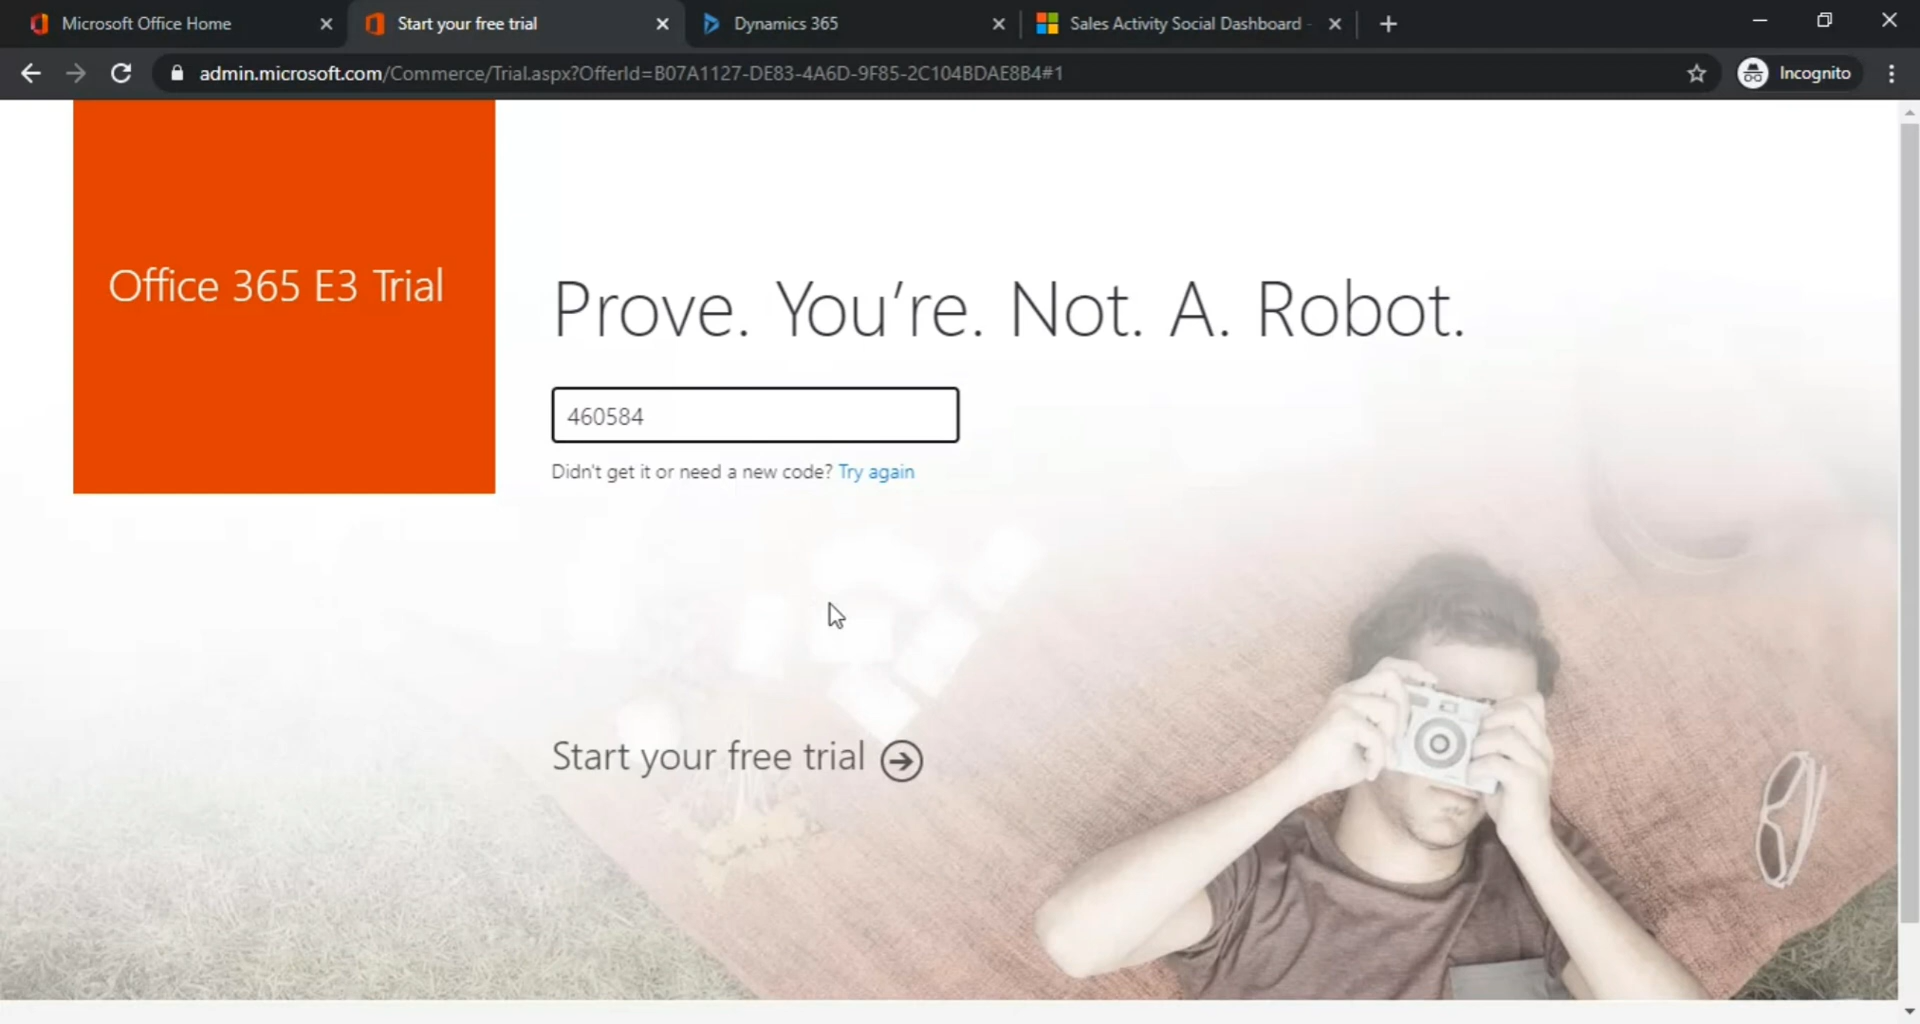 Microsoft Office Home
Start your free trial
Dynamics 365
Sales Activity Social Dashboard -
admin.microsoft.com/Commerce/Trial.aspx?OfferId=B07A1127-DE83-4A6D-9F85-2C104BDAE8B4#1
Incognito
Office 365 E3 Trial
Prove. You're. Not. A. Robot.
460584
Didn't get it or need a new code? Try again
Start your free trial